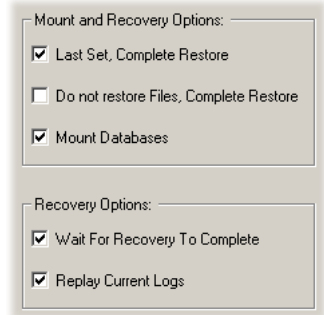 Mount and Recovery Options:
Last Set, Complete Restore
Do not restore Files, Complete Restore
Mount Databases
Recovery Options:
Wait For Recovery To Complete
Replay Current Logs